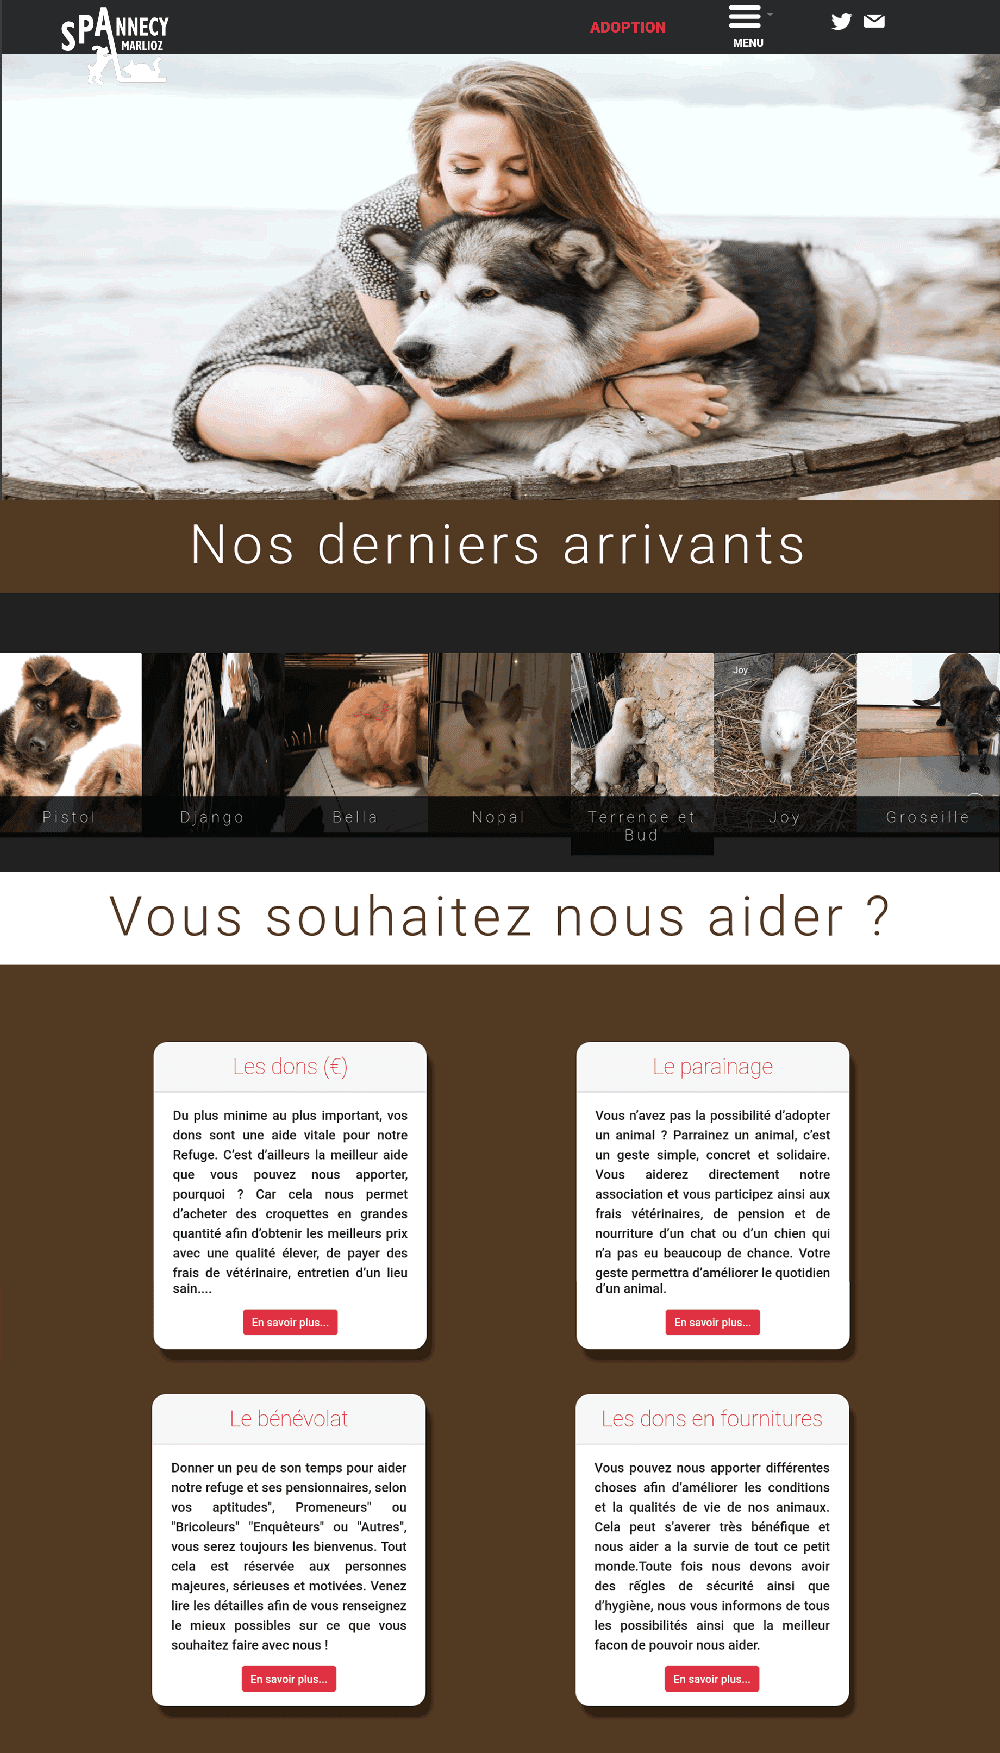 SPANNECY
MARLIOZ
ADOPTION
MENU
Nos derniers arrivants
Joy
Pistol
Django
Bella
Nopal
Terrence et
Bud
Joy
Groseille
Vous souhaitez nous aider ?
Les dons (€)
Du plus minime au plus important, vos
dons sont une aide vitale pour notre
Refuge. C’est d’ailleurs la meilleur aide
que vous pouvez nous apporter,
pourquoi ? Car cela nous permet
d’acheter des croquettes en grandes
quantité afin d’obtenir les meilleurs prix
avec une qualité élever, de payer des
frais de vétérinaire, entretien d’un lieu
sain....
En savoir plus...
Le parainage
Vous n’avez pas la possibilité d’adopter
un animal ? Parrainez un animal, c’est
un geste simple, concret et solidaire.
Vous aiderez directement notre
association et vous participez ainsi aux
frais vétérinaires, de pension et de
nourriture d’un chat ou d’un chien qui
n’a pas eu beaucoup de chance. Votre
geste permettra d’améliorer le quotidien
d’un animal.
En savoir plus...
Le bénévolat
Donner un peu de son temps pour aider
notre refuge et ses pensionnaires, selon
vos aptitudes", Promeneurs" ou
"Bricoleurs" "Enquêteurs" ou "Autres",
vous serez toujours les bienvenus. Tout
cela est réservée aux personnes
majeures, sérieuses et motivées. Venez
lire les détailles afin de vous renseignez
le mieux possibles sur ce que vous
souhaitez faire avec nous !
En savoir plus...
Les dons en fournitures
Vous pouvez nous apporter différentes
choses afin d’améliorer les conditions
et la qualités de vie de nos animaux.
Cela peut s’averer très bénéfique et
nous aider a la survie de tout ce petit
monde.Toute fois nous devons avoir
des règles de sécurité ainsi que
d’hygiène, nous vous informons de tous
les possibilités ainsi que la meilleur
facon de pouvoir nous aider.
En savoir plus...